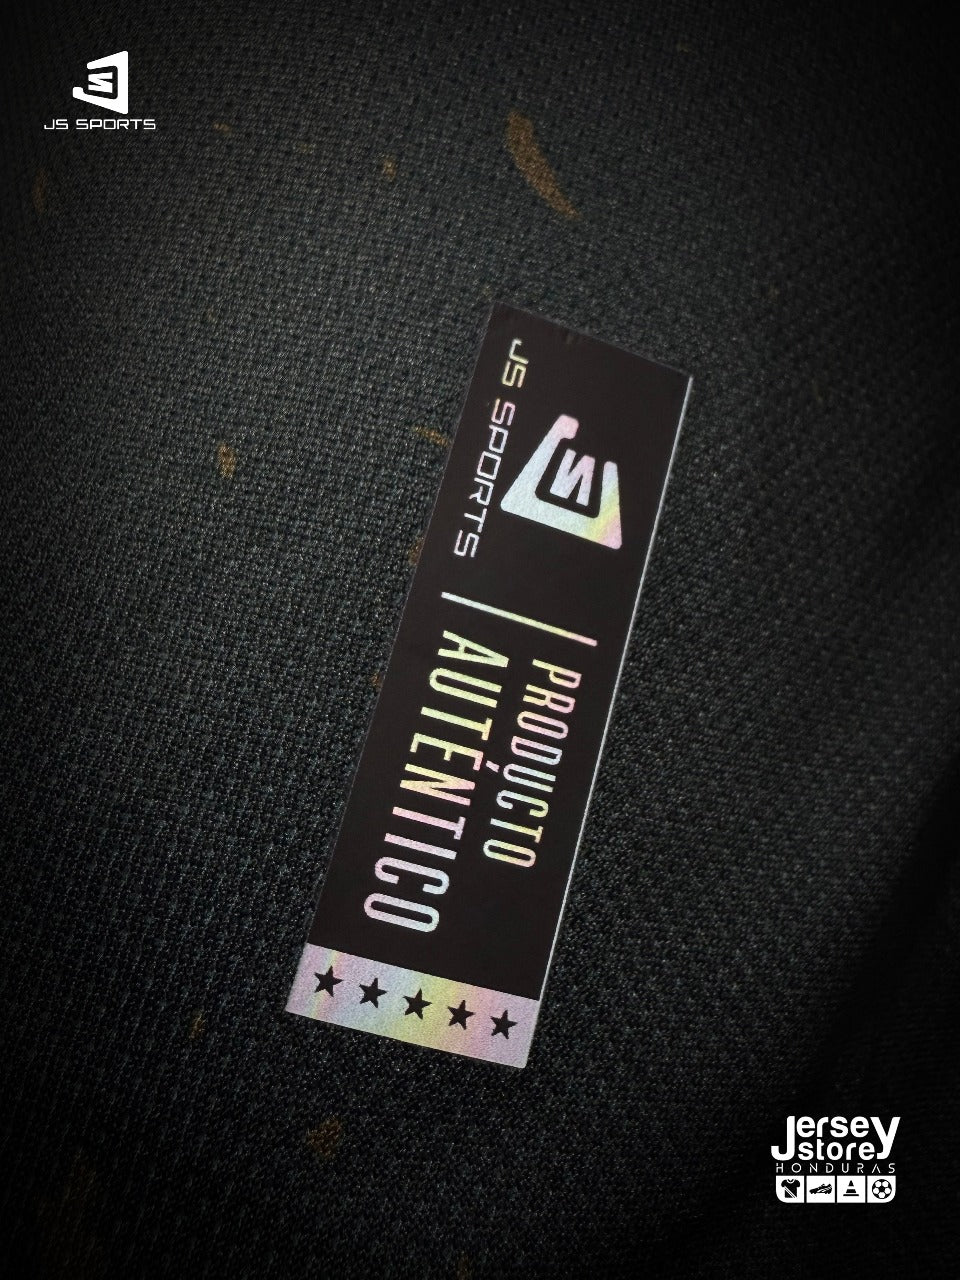 JS SPORTS
JS SPORTS
PRODUCTO
AUTÉNTICO
Jersey
store
HONDURAS